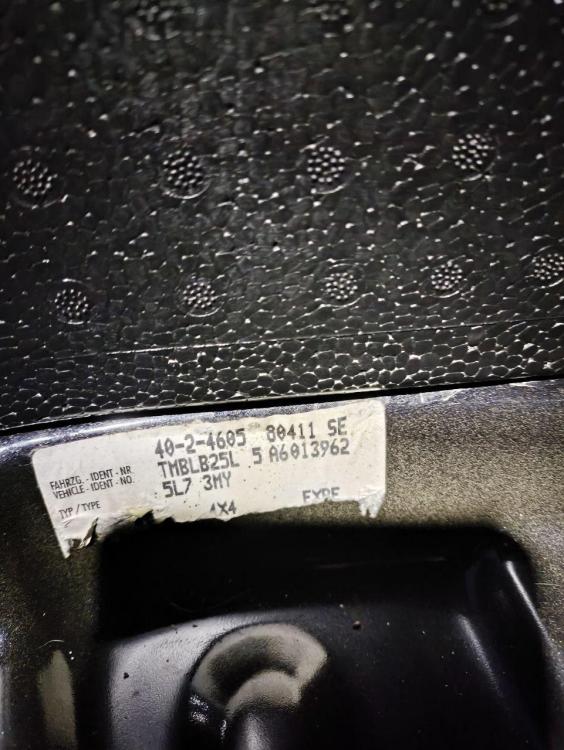 40-2-4605 80411 SE
FAHRZG.-IDENT-NR.
VEHICLE-IDENT-NO.
TMBLB25L 5 A6013962
TYP / TYPE
5L7 3MY
4X4